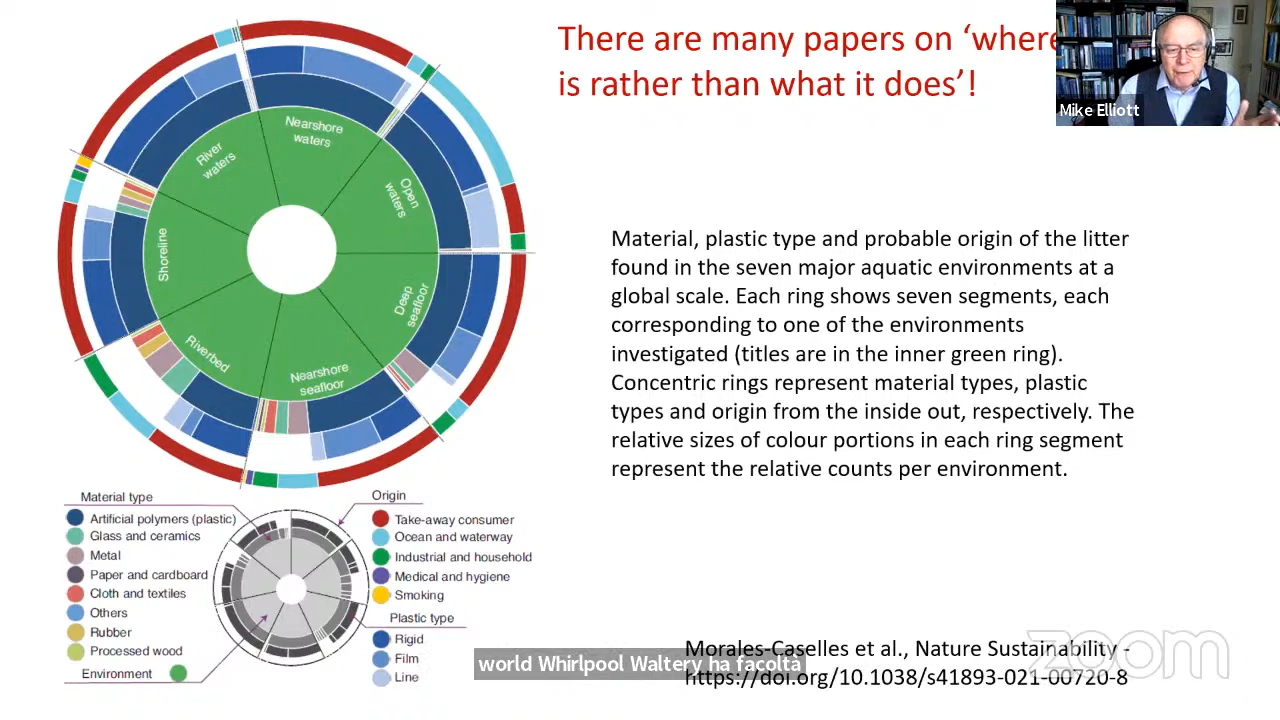 There are many papers on ‘where
is rather than what it does’!
Mike Elliott
Nearshore
waters
Open
waters
Deep
seafloor
Nearshore
seafloor
Riverbed
Shoreline
River
waters
Material, plastic type and probable origin of the litter
found in the seven major aquatic environments at a
global scale. Each ring shows seven segments, each
corresponding to one of the environments
investigated (titles are in the inner green ring).
Concentric rings represent material types, plastic
types and origin from the inside out, respectively. The
relative sizes of colour portions in each ring segment
represent the relative counts per environment.
Material type
Artificial polymers (plastic)
Glass and ceramics
Metal
Paper and cardboard
Cloth and textiles
Others
Rubber
Processed wood
Environment
Origin
Take-away consumer
Ocean and waterway
Industrial and household
Medical and hygiene
Smoking
Plastic type
Rigid
Film
Line
Morales-Caselles et al., Nature Sustainability -
https://doi.org/10.1038/s41893-021-00720-8
world Whirlpool Waltery ha facoltà
zoom